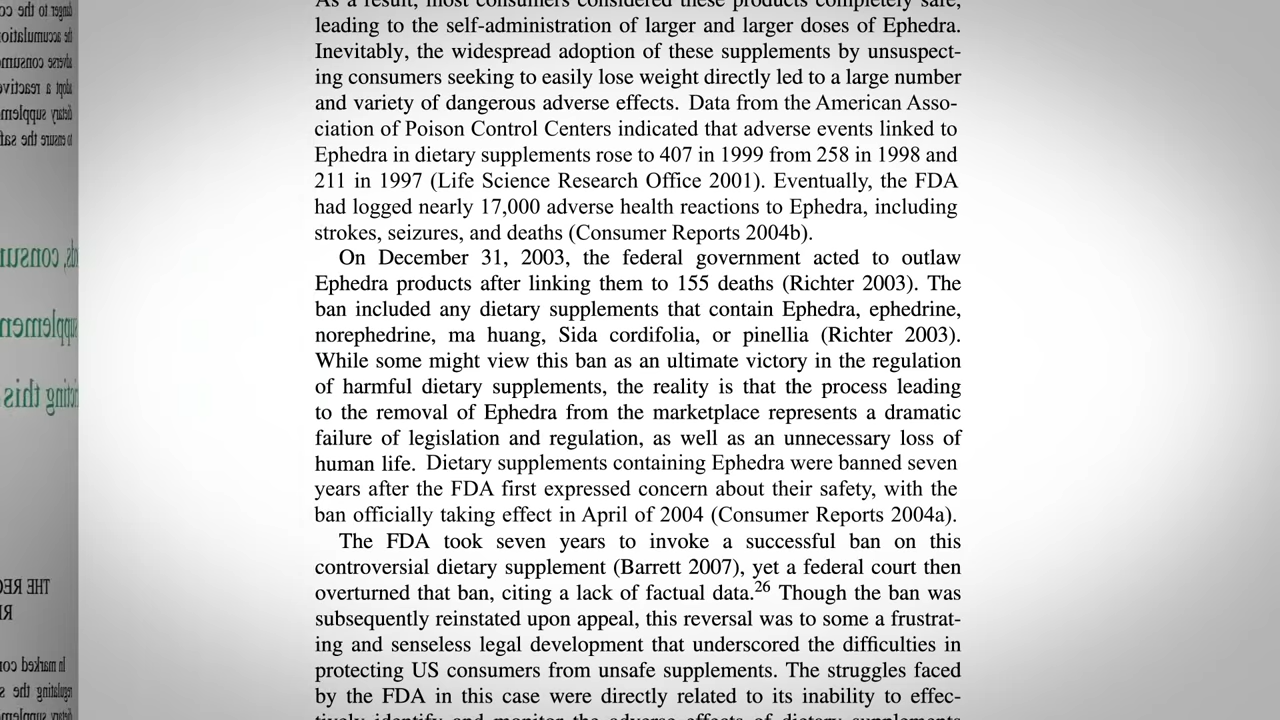 As a result, most consumers considered these products completely safe,
leading to the self-administration of larger and larger doses of Ephedra.
Inevitably, the widespread adoption of these supplements by unsuspect-
ing consumers seeking to easily lose weight directly led to a large number
and variety of dangerous adverse effects. Data from the American Asso-
ciation of Poison Control Centers indicated that adverse events linked to
Ephedra in dietary supplements rose to 407 in 1999 from 258 in 1998 and
211 in 1997 (Life Science Research Office 2001). Eventually, the FDA
had logged nearly 17,000 adverse health reactions to Ephedra, including
strokes, seizures, and deaths (Consumer Reports 2004b).
On December 31, 2003, the federal government acted to outlaw
Ephedra products after linking them to 155 deaths (Richter 2003). The
ban included any dietary supplements that contain Ephedra, ephedrine,
norephedrine, ma huang, Sida cordifolia, or pinellia (Richter 2003).
While some might view this ban as an ultimate victory in the regulation
of harmful dietary supplements, the reality is that the process leading
to the removal of Ephedra from the marketplace represents a dramatic
failure of legislation and regulation, as well as an unnecessary loss of
human life. Dietary supplements containing Ephedra were banned seven
years after the FDA first expressed concern about their safety, with the
ban officially taking effect in April of 2004 (Consumer Reports 2004a).
The FDA took seven years to invoke a successful ban on this
controversial dietary supplement (Barrett 2007), yet a federal court then
overturned that ban, citing a lack of factual data.26 Though the ban was
subsequently reinstated upon appeal, this reversal was to some a frustrat-
ing and senseless legal development that underscored the difficulties in
protecting US consumers from unsafe supplements. The struggles faced
by the FDA in this case were directly related to its inability to effec-
tively identify and monitor the adverse effects of dietary supplements